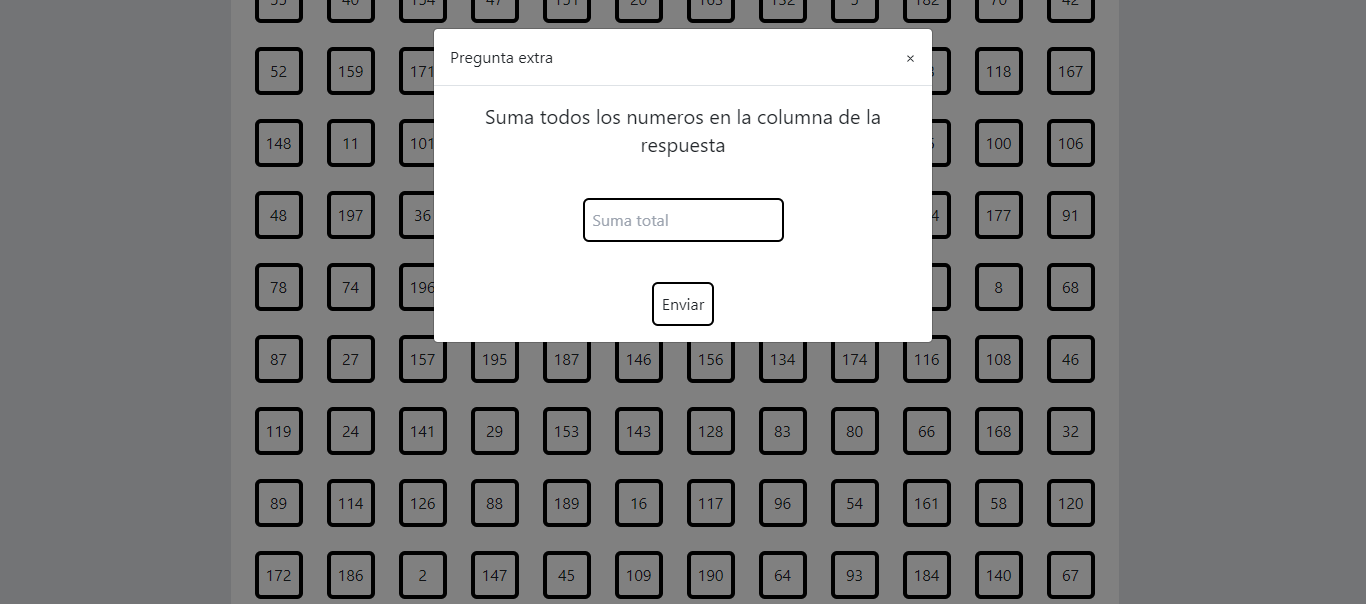 Pregunta extra ×
52 159 171 118 167
Suma todos los numeros en la columna de la
respuesta
148 11 101 100 106
48 197 36 177 91
Suma total
78 74 196 8 68
Enviar
87 27 157 195 187 146 156 134 174 116 108 46
119 24 141 29 153 143 128 83 80 66 168 32
89 114 126 88 189 16 117 96 54 161 58 120
172 186 2 147 45 109 190 64 93 184 140 67